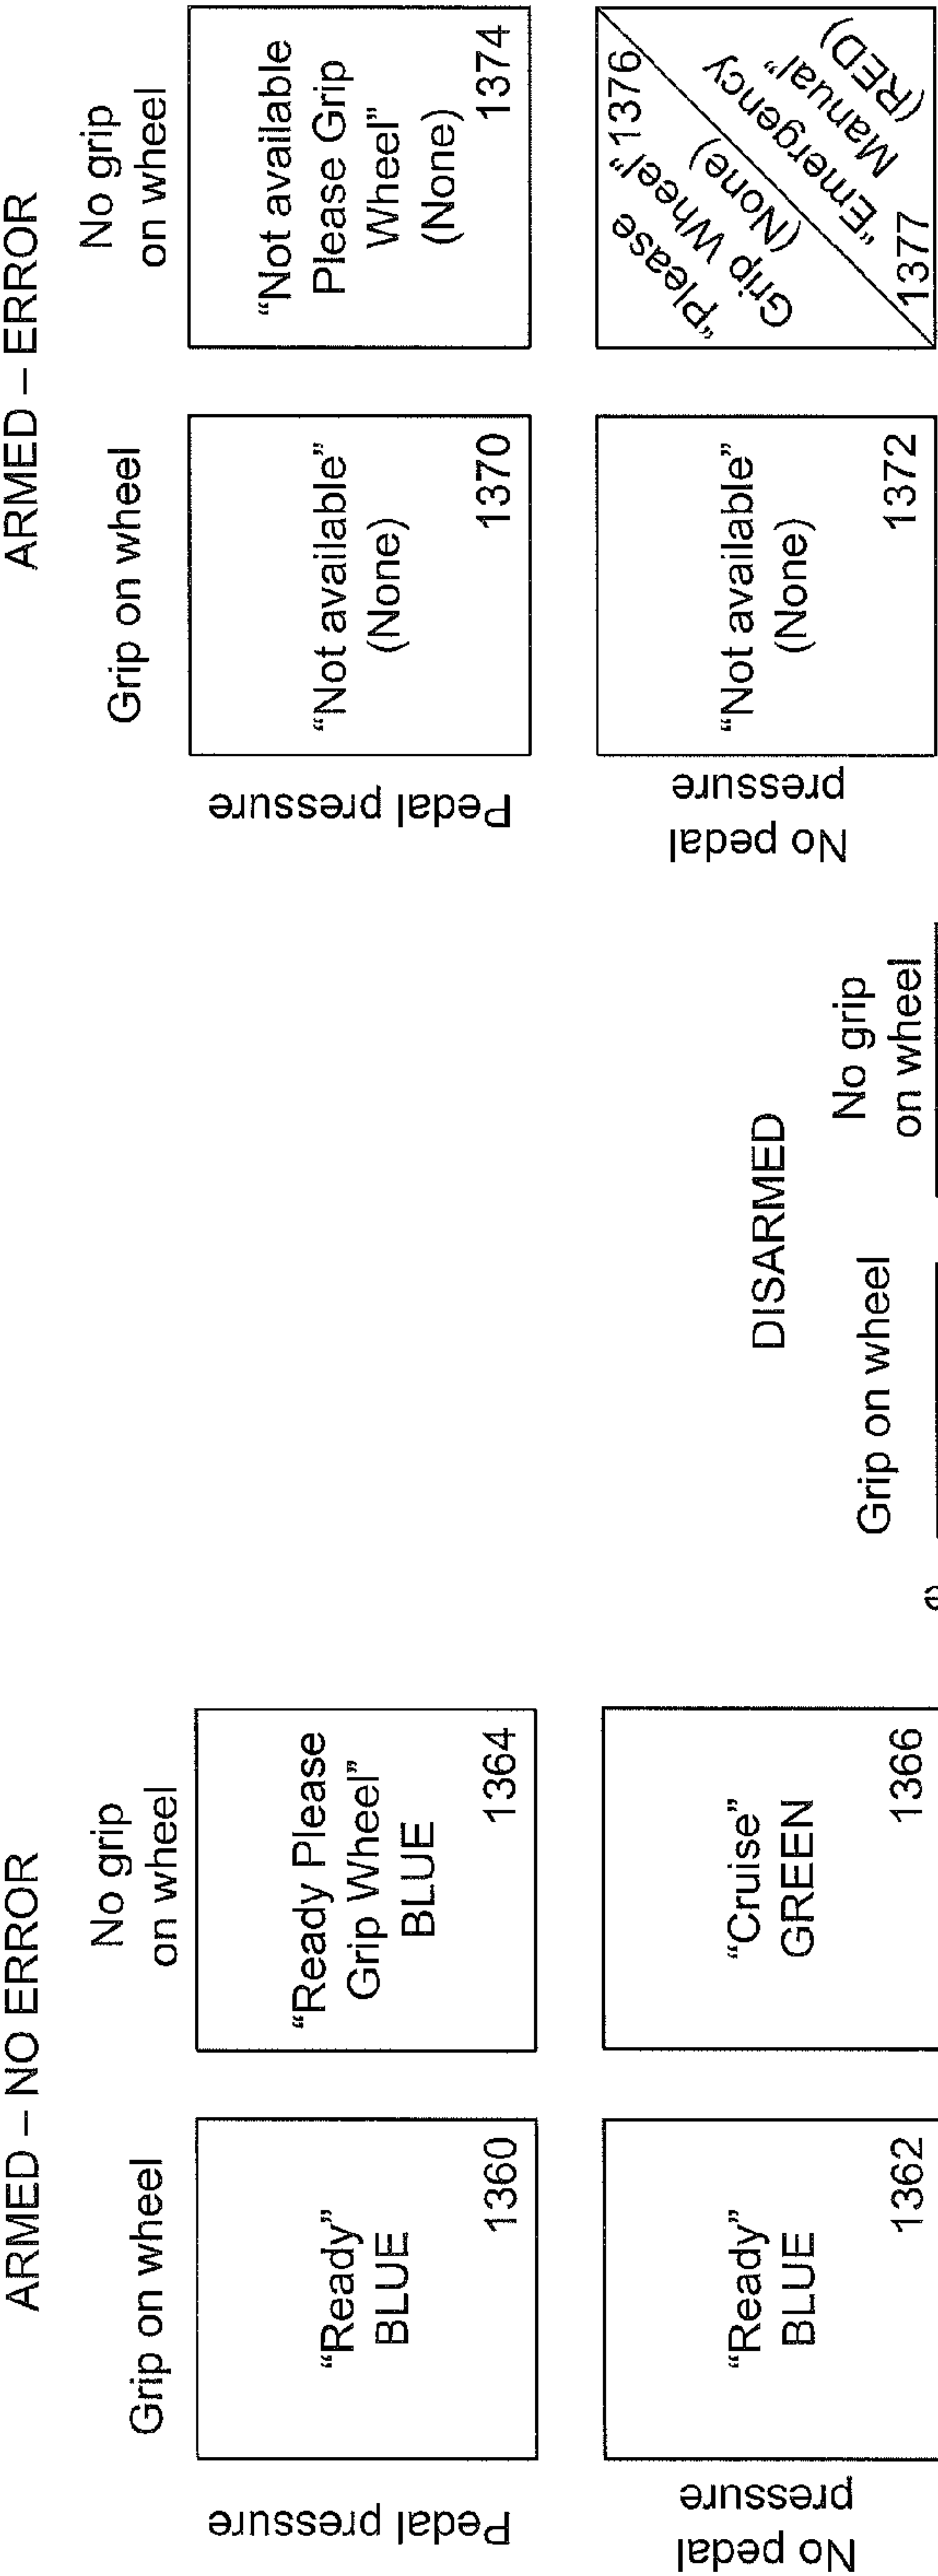 ARMED – NO ERROR
Grip on wheel
No grip
on wheel
Pedal pressure
“Ready”
BLUE
1360
“Ready Please
Grip Wheel”
BLUE
1364
No pedal
pressure
“Ready”
BLUE
1362
“Cruise”
GREEN
1366
ARMED – ERROR
Grip on wheel
No grip
on wheel
Pedal pressure
“Not available”
(None)
1370
“Not available
Please Grip
Wheel”
(None)
1374
No pedal
pressure
“Not available”
(None)
1372
“Please
Grip Wheel” 1376
(None)
“Emergency
Manual”
(RED)
1377
DISARMED
Grip on wheel
No grip
on wheel